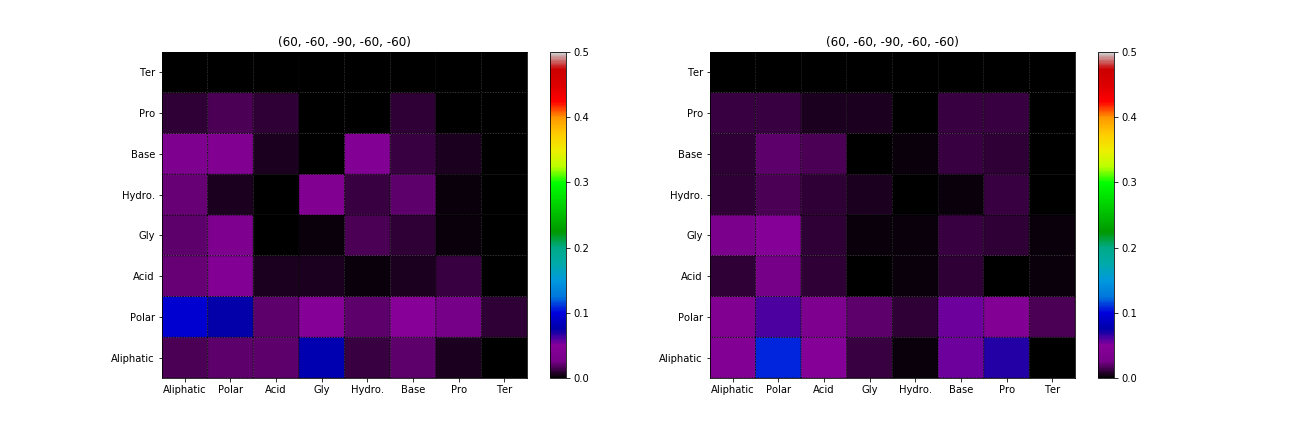 (60, -60, -90, -60, -60)
Ter
Pro
Base
Hydro.
Gly
Acid
Polar
Aliphatic
Aliphatic Polar Acid Gly Hydro. Base Pro Ter
0.5
0.4
0.3
0.2
0.1
0.0
(60, -60, -90, -60, -60)
Ter
Pro
Base
Hydro.
Gly
Acid
Polar
Aliphatic
Aliphatic Polar Acid Gly Hydro. Base Pro Ter
0.5
0.4
0.3
0.2
0.1
0.0